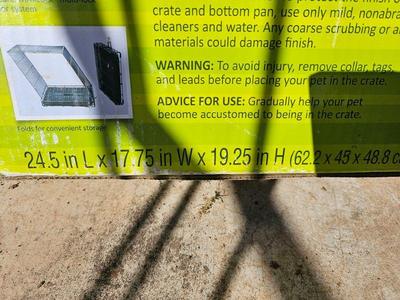 crate and bottom pan, use only mild, nonabra
or system
cleaners and water. Any coarse scrubbing or a
materials could damage finish.
WARNING: To avoid injury, remove collar, tags,
and leads before placing your pet in the crate.
ADVICE FOR USE: Gradually help your pet
become accustomed to being in the crate.
Folds for convenient storage
24.5 in L x 17.75 in W x 19.25 in H (62.2 x 45 x 48.8 c